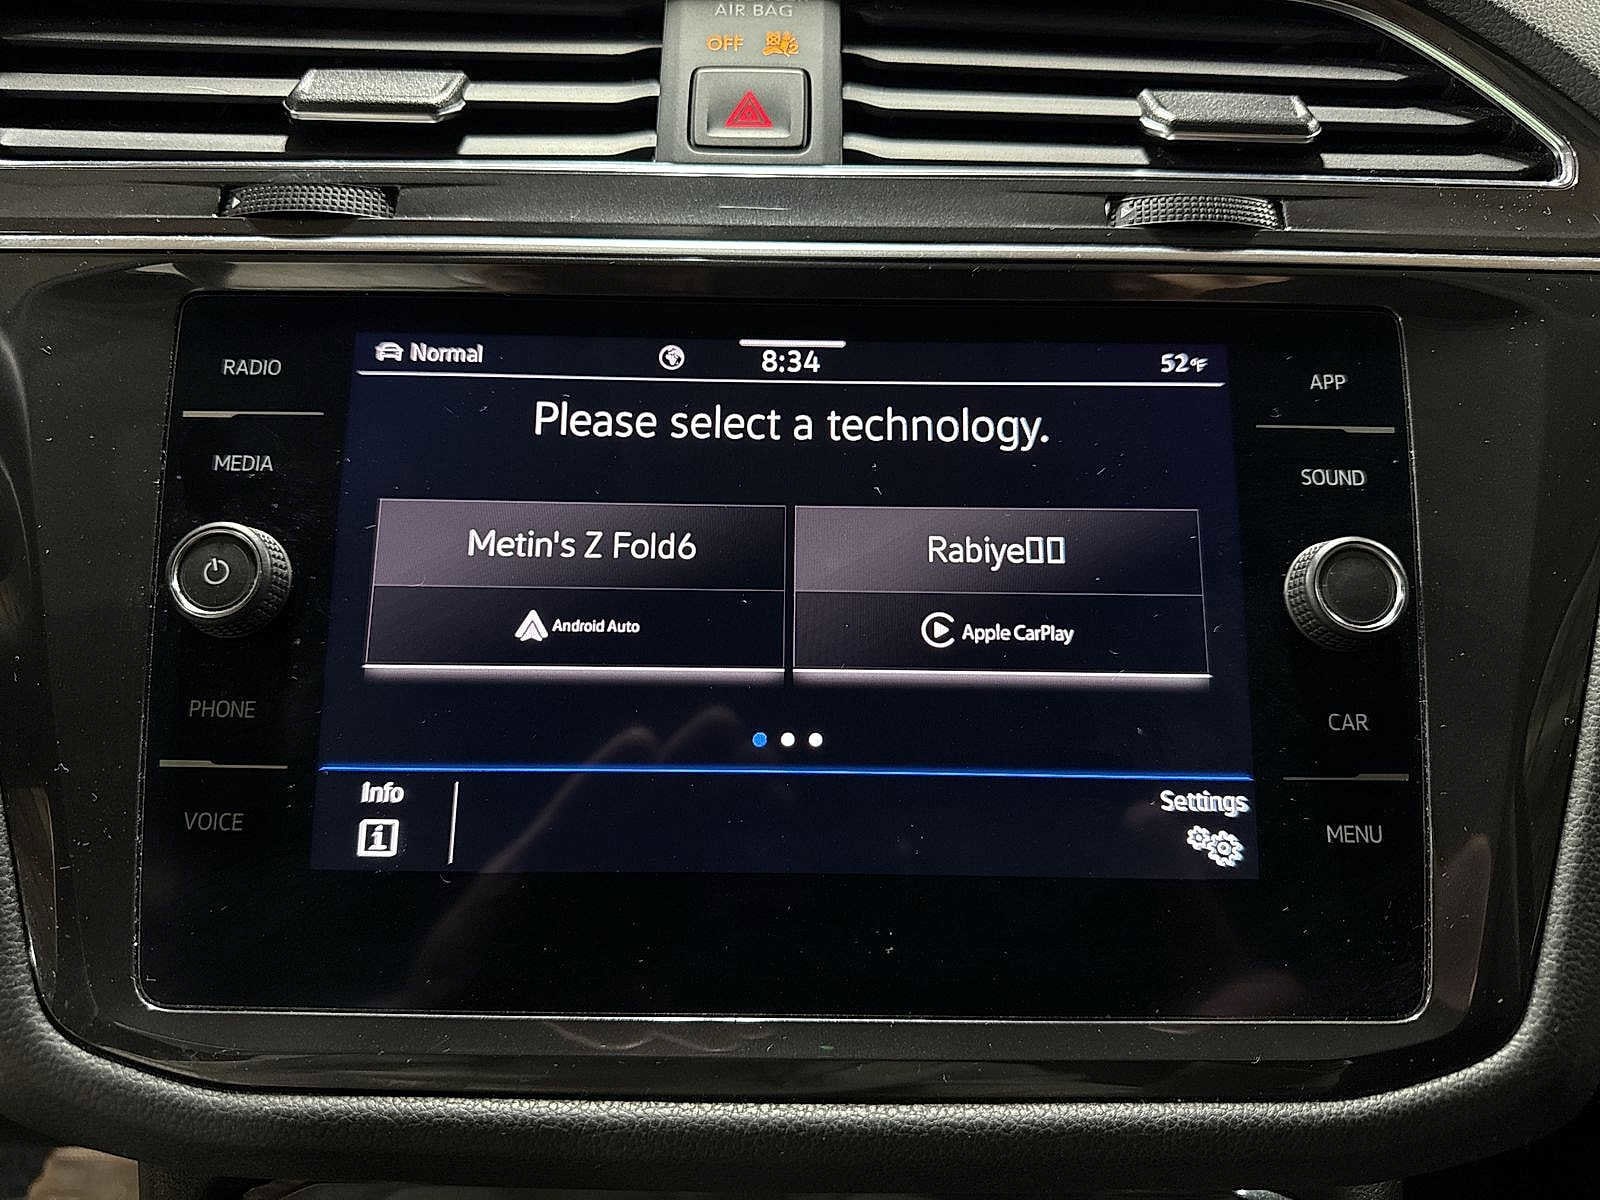 AIR BAG
OFF
RADIO
MEDIA
PHONE
VOICE
Normal
8:34
52°F
Please select a technology.
Metin's Z Fold6
Android Auto
Rabiye▯▯
Apple CarPlay
Info
Settings
APP
SOUND
CAR
MENU